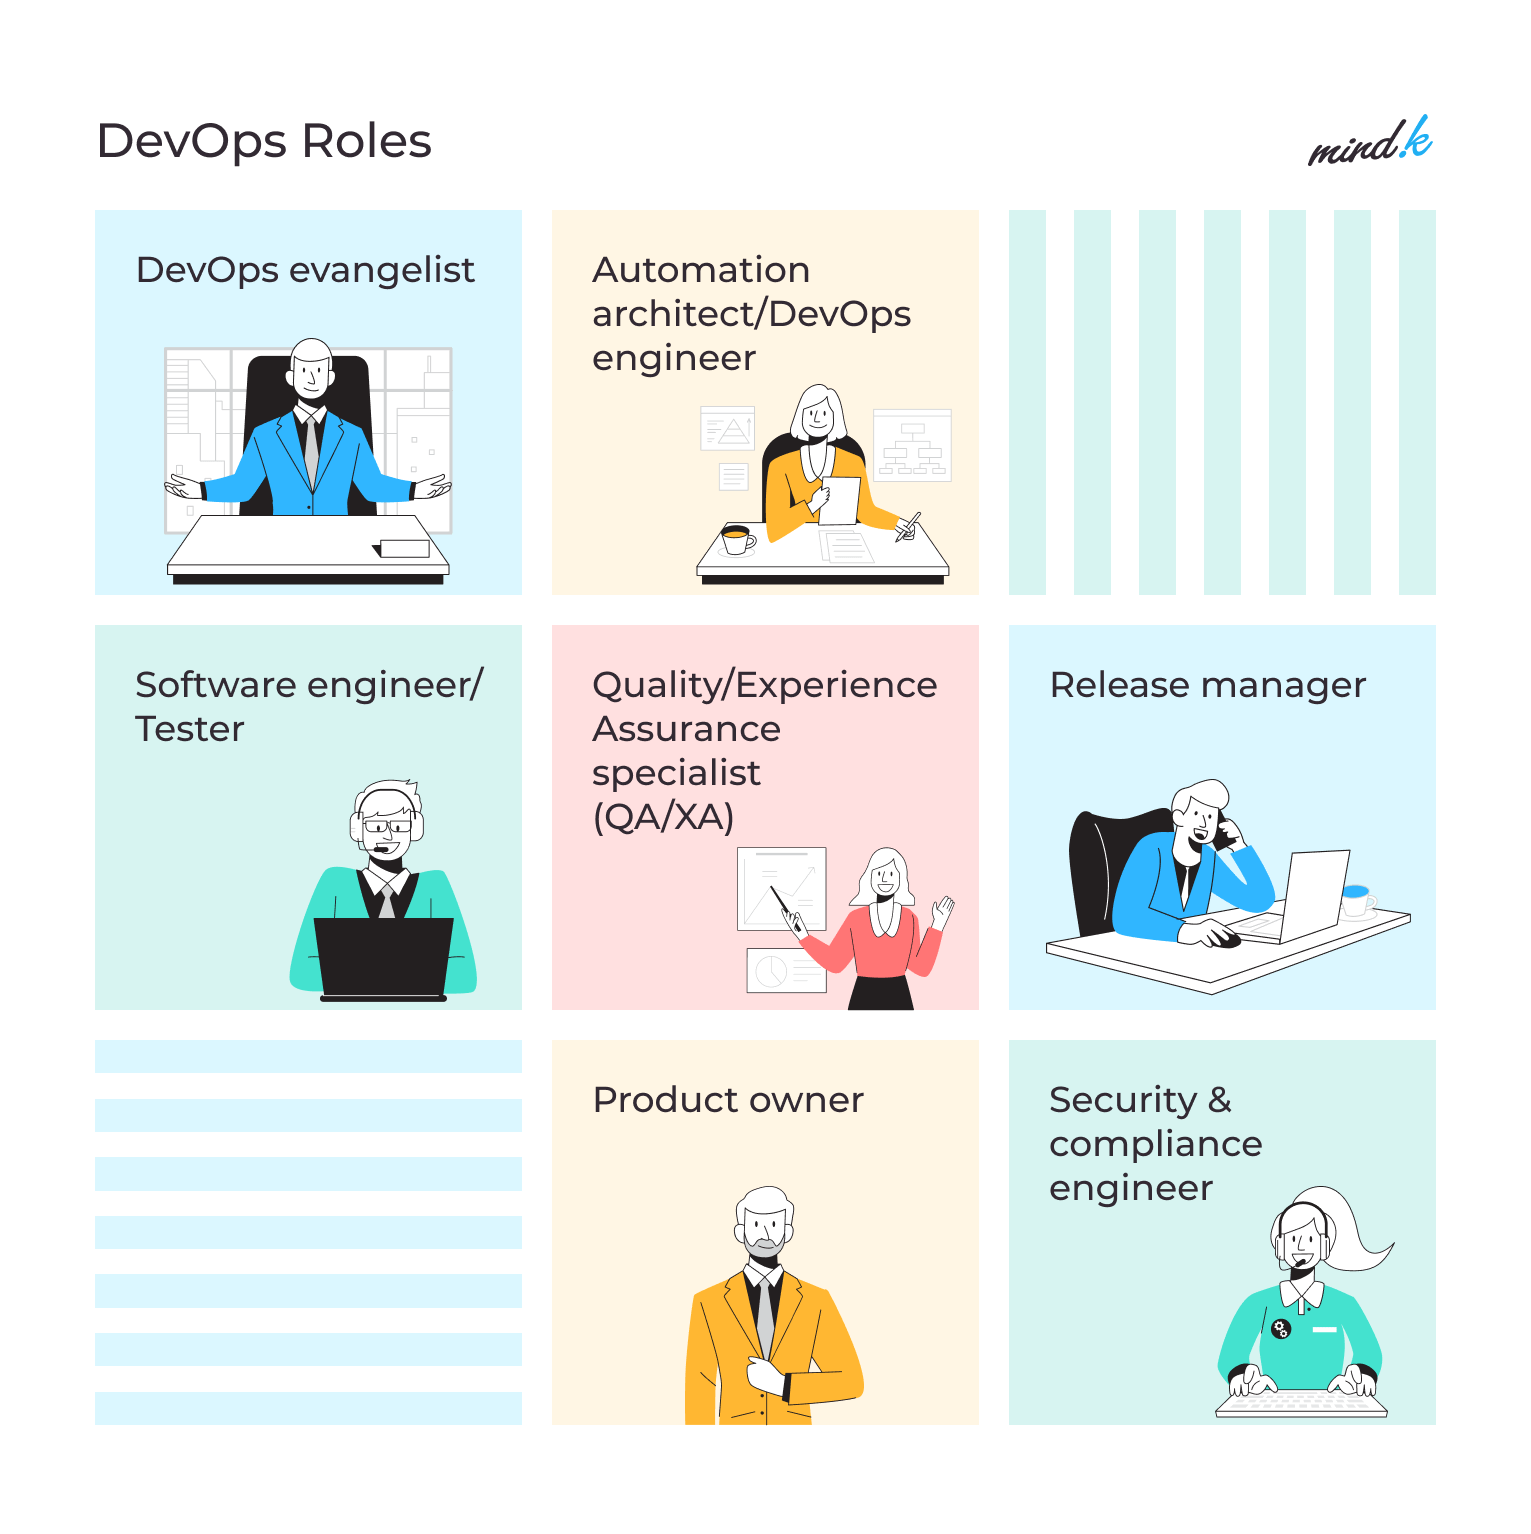 DevOps Roles
mind.k
DevOps evangelist
Automation
architect/DevOps
engineer
Software engineer/
Tester
Quality/Experience
Assurance
specialist
(QA/XA)
Release manager
Product owner
Security &
compliance
engineer